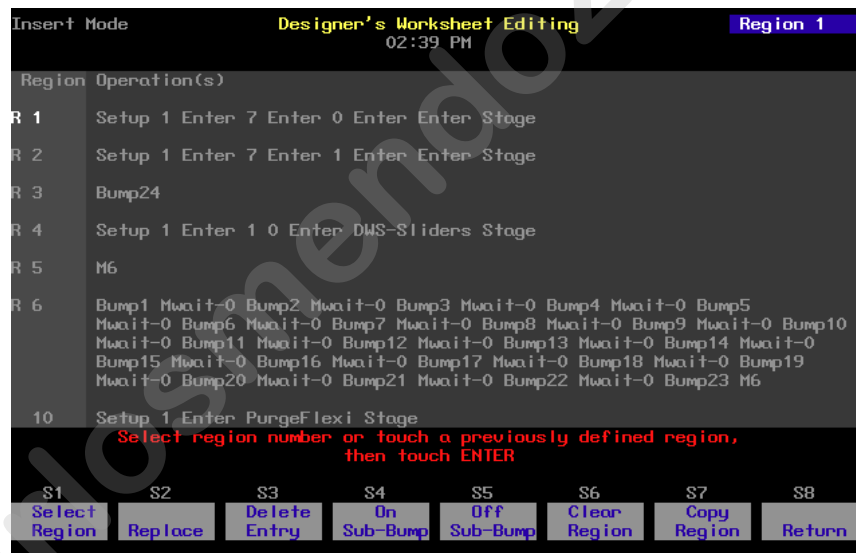 Insert Mode Designer's Worksheet Editing Region 1
02:39 PM
Region Operation(s)
R 1 Setup 1 Enter 7 Enter 0 Enter Enter Stage
R 2 Setup 1 Enter 7 Enter 1 Enter Enter Stage
R 3 Bump24
R 4 Setup 1 Enter 1 0 Enter DWS-Sliders Stage
R 5 M6
R 6 Bump1 Mwait-0 Bump2 Mwait-0 Bump3 Mwait-0 Bump4 Mwait-0 Bump5
Mwait-0 Bump6 Mwait-0 Bump7 Mwait-0 Bump8 Mwait-0 Bump9 Mwait-0 Bump10
Mwait-0 Bump11 Mwait-0 Bump12 Mwait-0 Bump13 Mwait-0 Bump14 Mwait-0
Bump15 Mwait-0 Bump16 Mwait-0 Bump17 Mwait-0 Bump18 Mwait-0 Bump19
Mwait-0 Bump20 Mwait-0 Bump21 Mwait-0 Bump22 Mwait-0 Bump23 M6
10 Setup 1 Enter PurgeFlexi Stage
Select region number or touch a previously defined region,
then touch ENTER
S1 S2 S3 S4 S5 S6 S7 S8
Select Delete On Off Clear Copy
Region Replace Entry Sub-Bump Sub-Bump Region Region Return